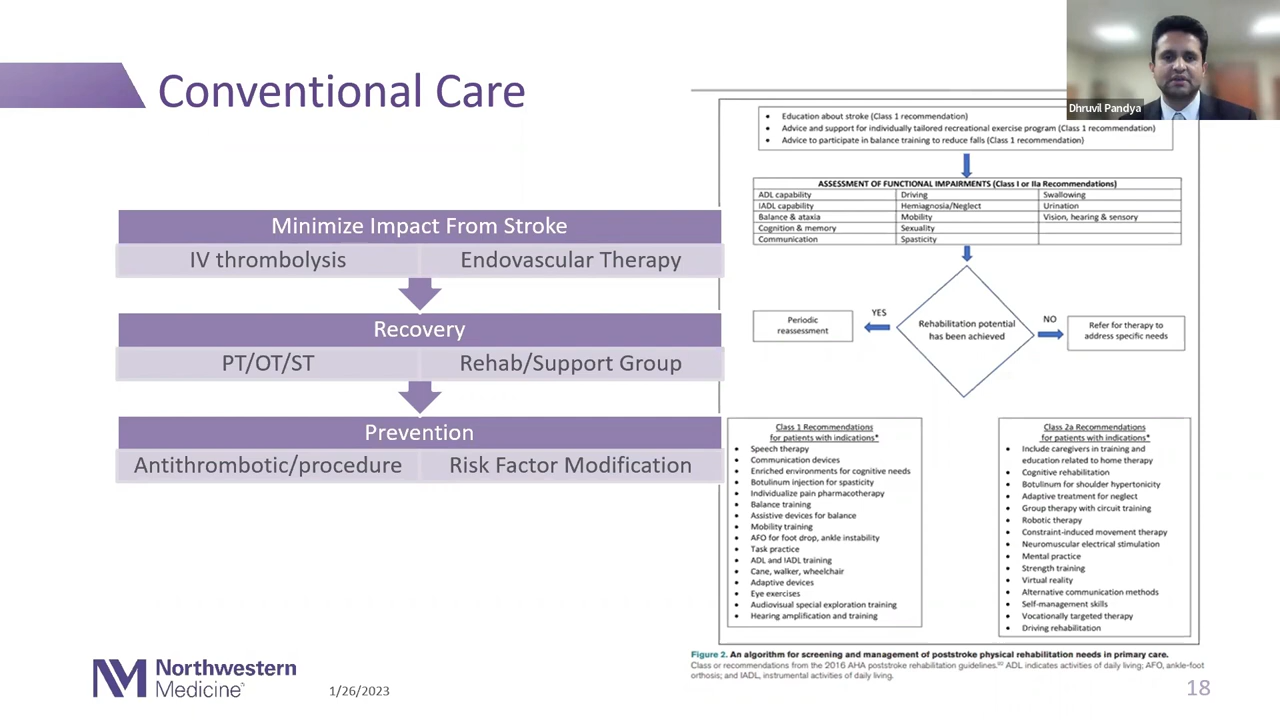 Conventional Care
Dhruvil Pandya
Minimize Impact From Stroke
IV thrombolysis
Endovascular Therapy
Recovery
PT/OT/ST
Rehab/Support Group
Prevention
Antithrombotic/procedure
Risk Factor Modification
• Education about stroke (Class 1 recommendation)
• Advice and support for individually tailored recreational exercise program (Class 1 recommendation)
• Advice to participate in balance training to reduce falls (Class 1 recommendation)
ASSESSMENT OF FUNCTIONAL IMPAIRMENTS (Class I or IIa Recommendations)
ADL capability Driving Swallowing
IADL capability Hemiagnosia/Neglect Urination
Balance & ataxia Mobility Vision, hearing & sensory
Cognition & memory Sexuality
Communication Spasticity
Periodic
reassessment
YES
Rehabilitation potential
has been achieved
NO
Refer for therapy to
address specific needs
Class 1 Recommendations
for patients with indications*
• Speech therapy
• Communication devices
• Enriched environments for cognitive needs
• Botulinum injection for spasticity
• Individualize pain pharmacotherapy
• Balance training
• Assistive devices for balance
• Mobility training
• AFO for foot drop, ankle instability
• Task practice
• ADL and IADL training
• Cane, walker, wheelchair
• Adaptive devices
• Eye exercises
• Audiovisual special exploration training
• Hearing amplification and training
Class 2a Recommendations
for patients with indications*
• Include caregivers in training and
education related to home therapy
• Cognitive rehabilitation
• Botulinum for shoulder hypertonicity
• Adaptive treatment for neglect
• Group therapy with circuit training
• Robotic therapy
• Constraint-induced movement therapy
• Neuromuscular electrical stimulation
• Mental practice
• Strength training
• Virtual reality
• Alternative communication methods
• Self-management skills
• Vocationally targeted therapy
• Driving rehabilitation
Figure 2. An algorithm for screening and management of poststroke physical rehabilitation needs in primary care.
Class or recommendations from the 2016 AHA poststroke rehabilitation guidelines. ADL indicates activities of daily living; AFO, ankle-foot
orthosis; and IADL, instrumental activities of daily living.
NM Northwestern
Medicine
1/26/2023
18